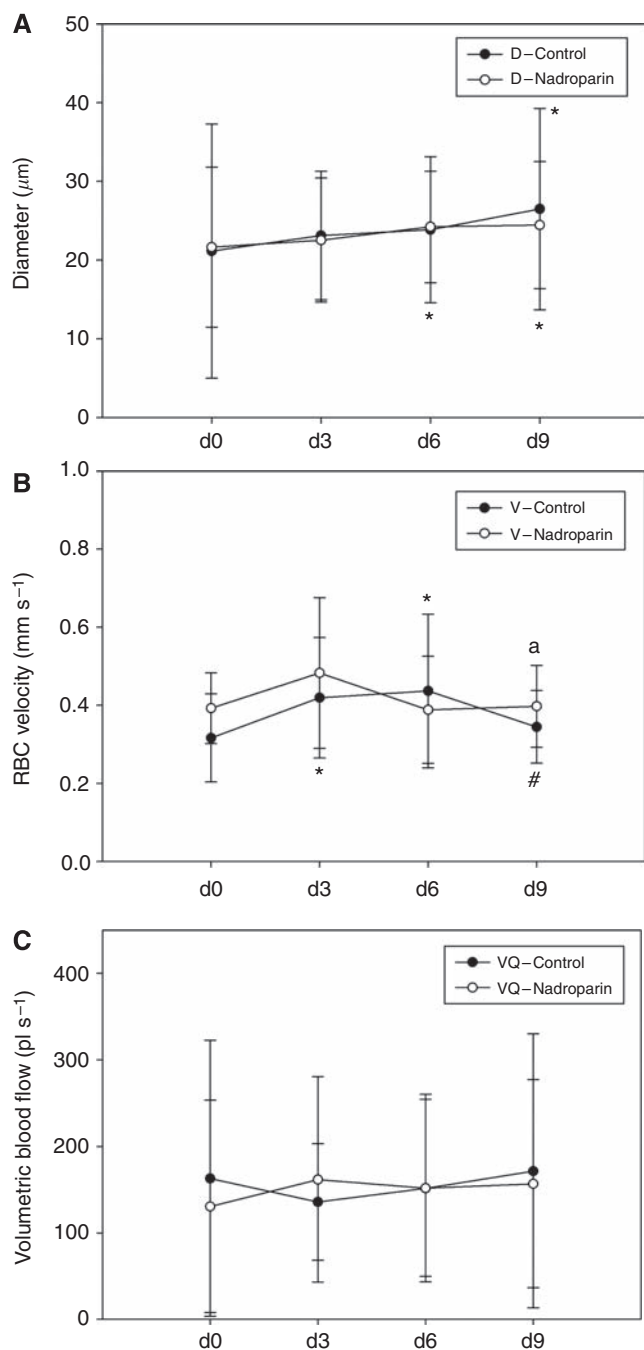 A
50
40
30
20
10
0
Diameter (μm)
D–Control
D–Nadroparin
*
*
*
d0 d3 d6 d9
B
1.0
0.8
0.6
0.4
0.2
0.0
RBC velocity (mm s⁻¹)
V–Control
V–Nadroparin
*
a
*
#
d0 d3 d6 d9
C
400
300
200
100
0
Volumetric blood flow (pl s⁻¹)
VQ–Control
VQ–Nadroparin
d0 d3 d6 d9